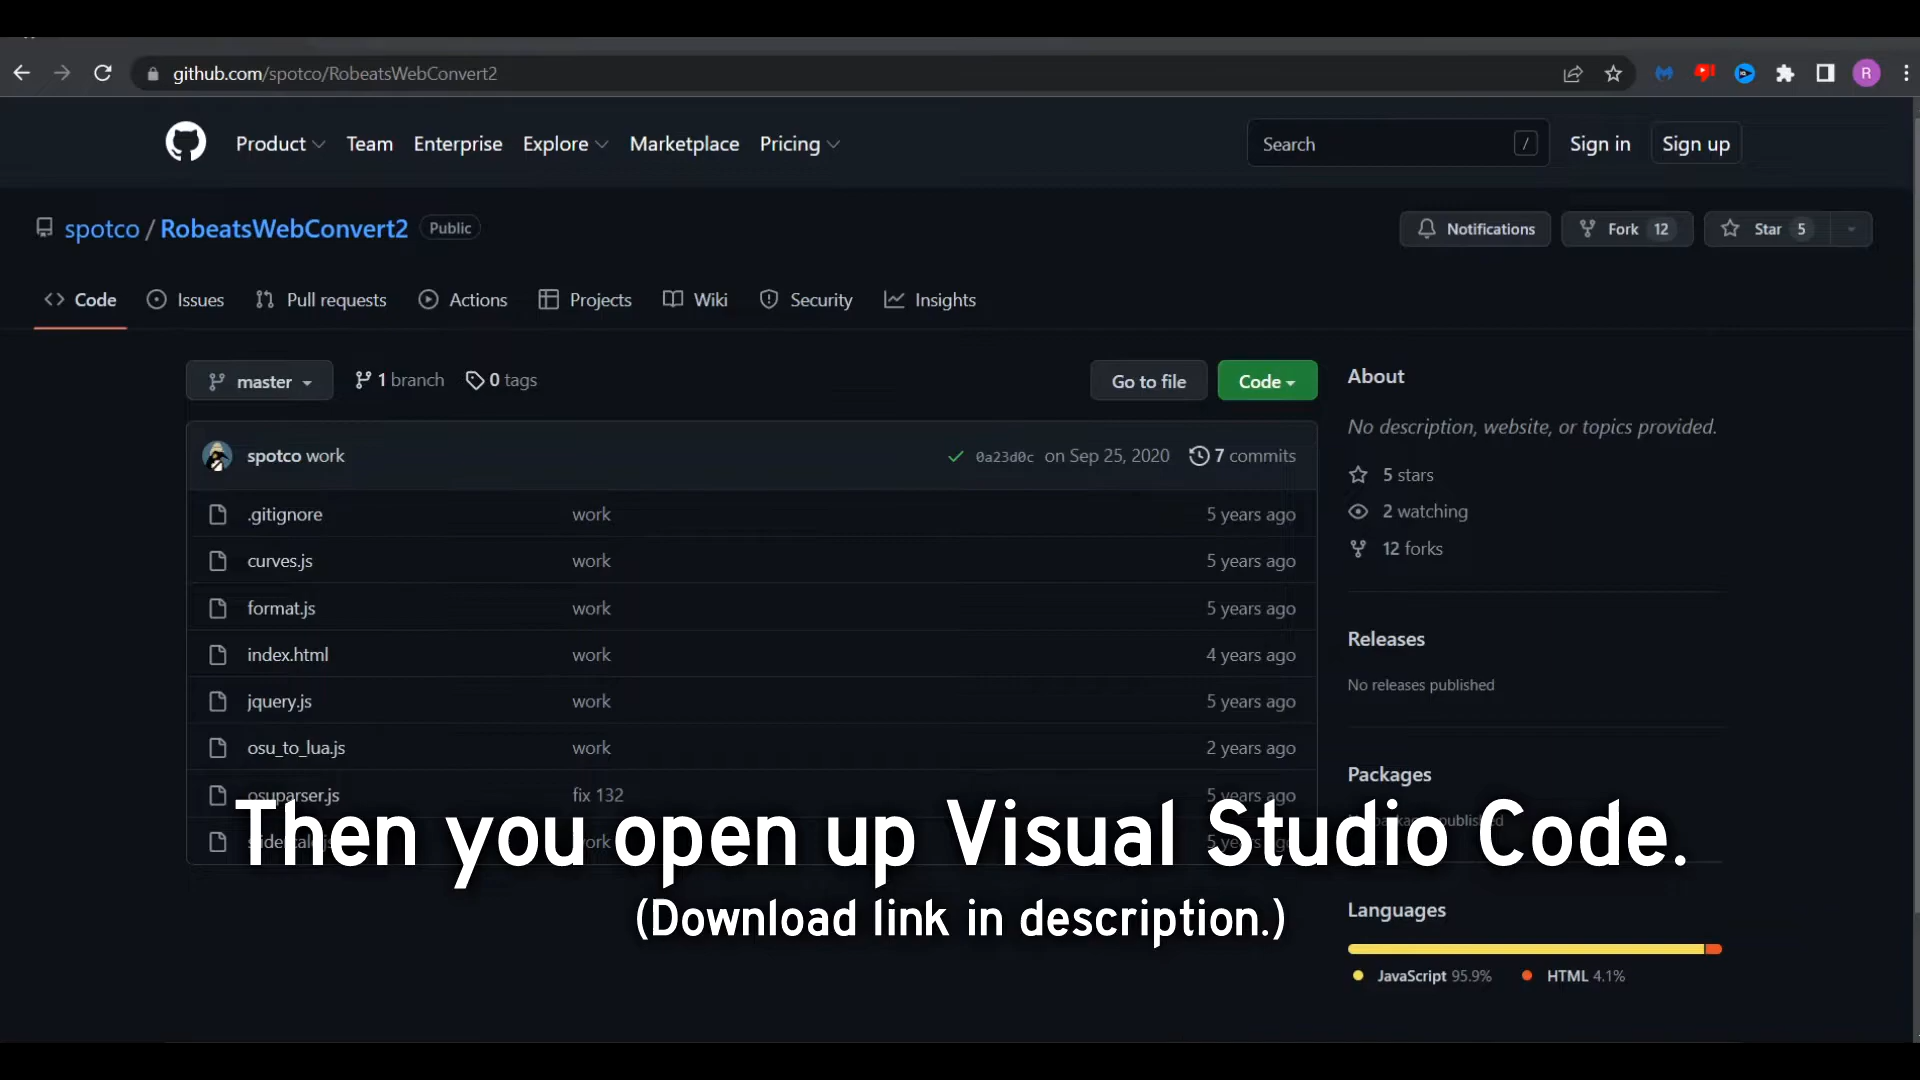 github.com/spotco/RobeatsWebConvert2
R
Product Team Enterprise Explore Marketplace Pricing Search / Sign in Sign up
spotco / RobeatsWebConvert2 Public Notifications Fork 12 Star 5
Code Issues Pull requests Actions Projects Wiki Security Insights
master 1 branch 0 tags Go to file Code
spotco work 0a23d0c on Sep 25, 2020 7 commits
.gitignore work 5 years ago
curves.js work 5 years ago
format.js work 5 years ago
index.html work 4 years ago
jquery.js work 5 years ago
osu_to_lua.js work 2 years ago
osuparser.js fix 132 5 years ago
work 5 years ago
About
No description, website, or topics provided.
5 stars
2 watching
12 forks
Releases
No releases published
Packages
packages published
Languages
JavaScript 95.9% HTML 4.1%
Then you open up Visual Studio Code.
(Download link in description.)